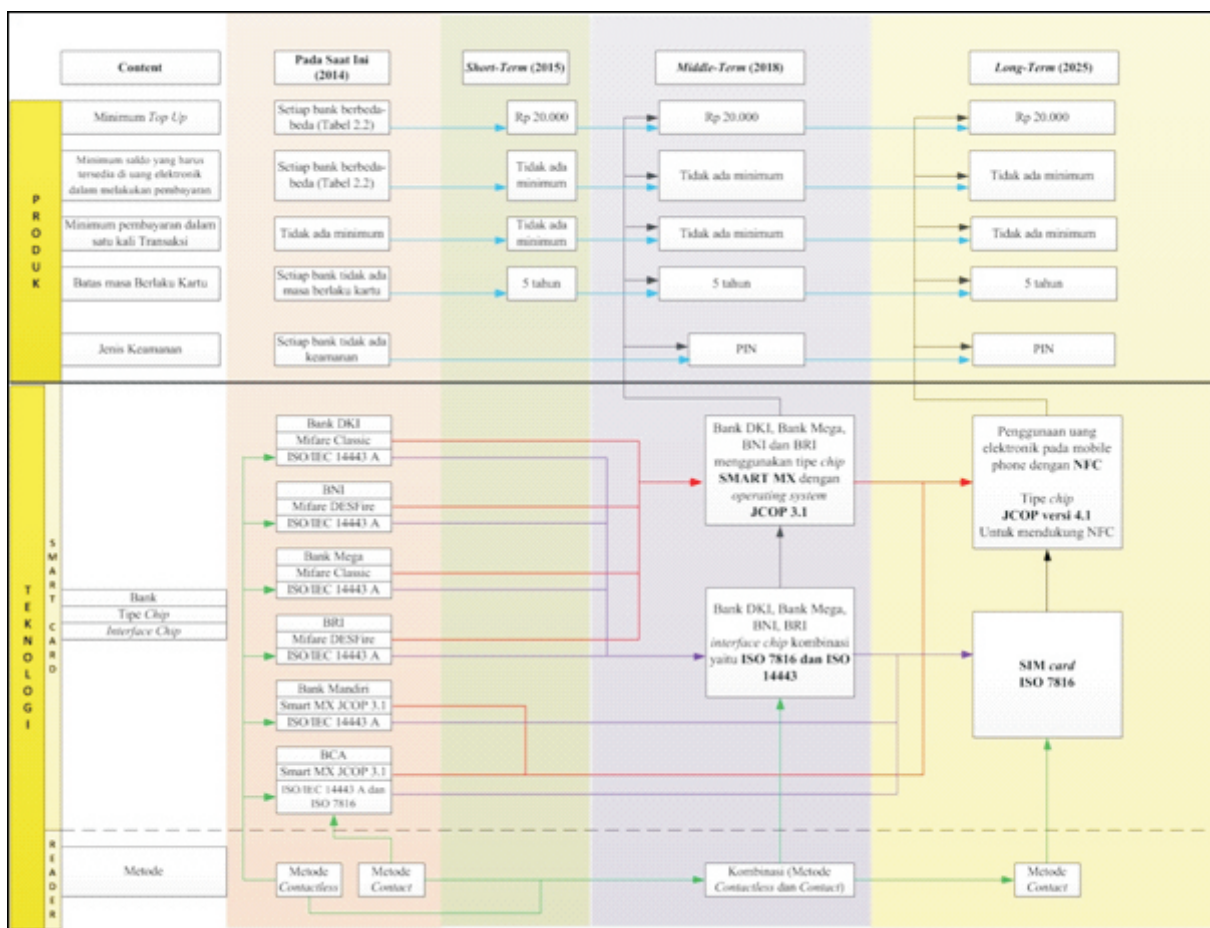 Content
Pada Saat Ini
(2014)
Short-Term (2015)
Middle-Term (2018)
Long-Term (2025)
PRODUK
Minimum Top Up
Setiap bank berbeda-
beda (Tabel 2.2)
Rp 20.000
Rp 20.000
Rp 20.000
Minimum saldo yang harus
tersedia di uang elektronik
dalam melakukan pembayaran
Setiap bank berbeda-
beda (Tabel 2.2)
Tidak ada
minimum
Tidak ada minimum
Tidak ada minimum
Minimum pembayaran dalam
satu kali Transaksi
Tidak ada minimum
Tidak ada
minimum
Tidak ada minimum
Tidak ada minimum
Batas masa Berlaku Kartu
Setiap bank tidak ada
masa berlaku kartu
5 tahun
5 tahun
5 tahun
Jenis Keamanan
Setiap bank tidak ada
keamanan
PIN
PIN
TEKNOLOGI
SMART CARD
Bank
Tipe Chip
Interface Chip
Bank DKI
Mifare Classic
ISO/IEC 14443 A
BNI
Mifare DESFire
ISO/IEC 14443 A
Bank Mega
Mifare Classic
ISO/IEC 14443 A
BRI
Mifare DESFire
ISO/IEC 14443 A
Bank Mandiri
Smart MX JCOP 3.1
ISO/IEC 14443 A
BCA
Smart MX JCOP 3.1
ISO/IEC 14443 A dan
ISO 7816
Bank DKI, Bank Mega,
BNI dan BRI
menggunakan tipe chip
SMART MX dengan
operating system
JCOP 3.1
Bank DKI, Bank Mega,
BNI, BRI
interface chip kombinasi
yaitu ISO 7816 dan ISO
14443
Penggunaan uang
elektronik pada mobile
phone dengan NFC
Tipe chip
JCOP versi 4.1
Untuk mendukung NFC
SIM card
ISO 7816
READER
Metode
Metode
Contactless
Metode
Contact
Kombinasi (Metode
Contactless dan Contact)
Metode
Contact